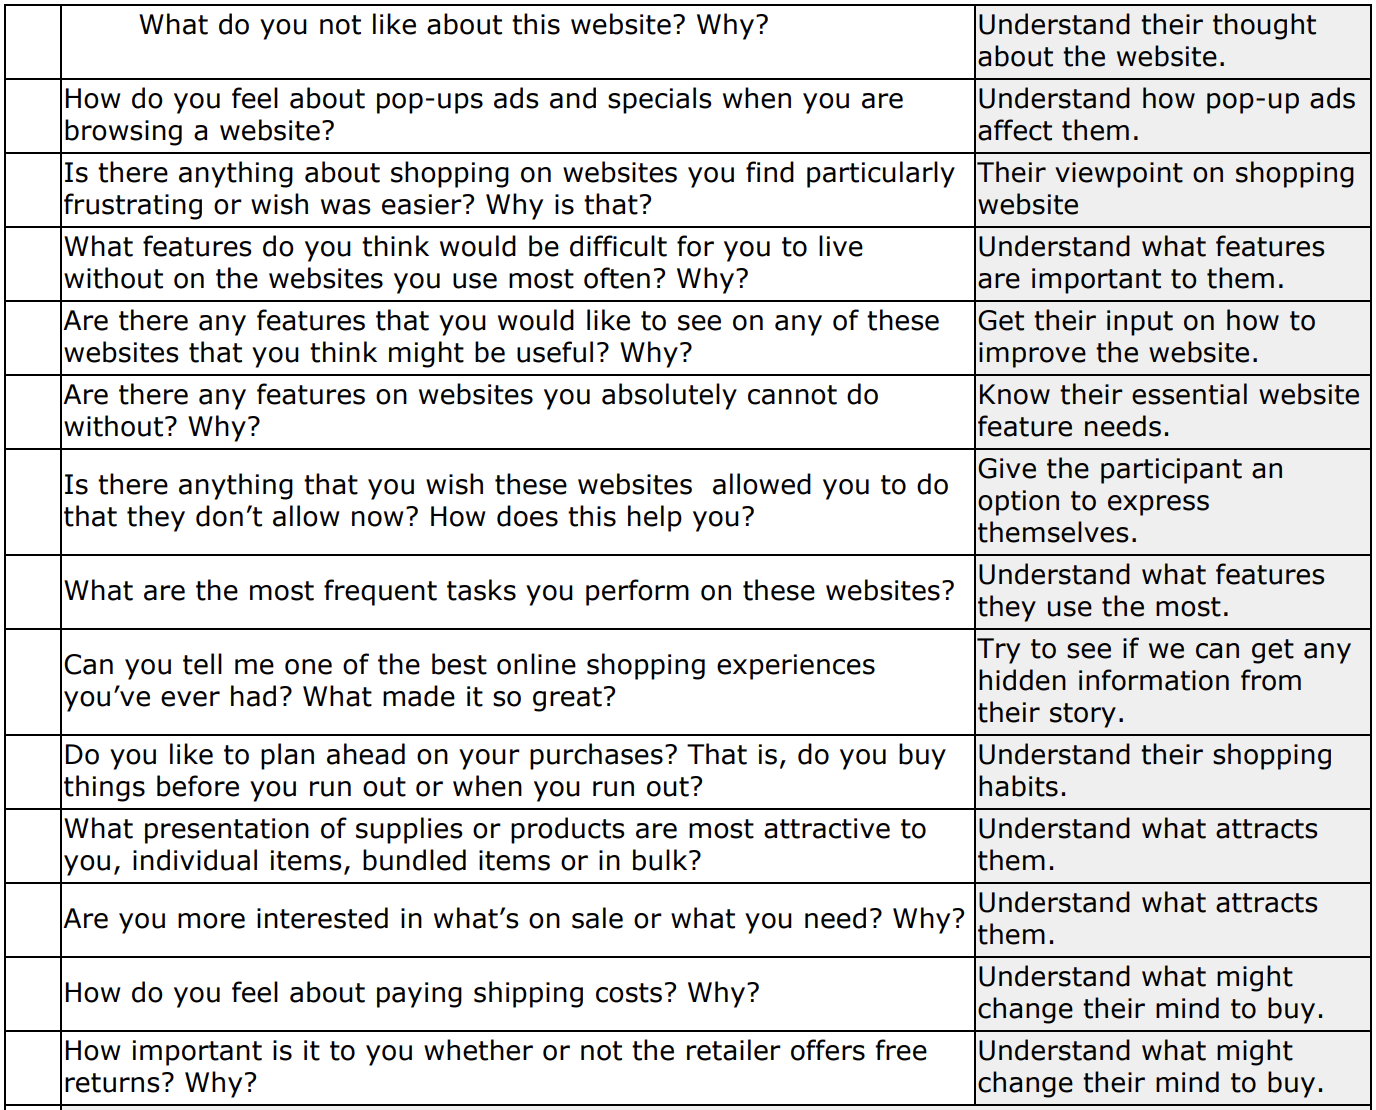 What do you not like about this website? Why?
Understand their thought
about the website.
How do you feel about pop-ups ads and specials when you are
browsing a website?
Understand how pop-up ads
affect them.
Is there anything about shopping on websites you find particularly
frustrating or wish was easier? Why is that?
Their viewpoint on shopping
website
What features do you think would be difficult for you to live
without on the websites you use most often? Why?
Understand what features
are important to them.
Are there any features that you would like to see on any of these
websites that you think might be useful? Why?
Get their input on how to
improve the website.
Are there any features on websites you absolutely cannot do
without? Why?
Know their essential website
feature needs.
Is there anything that you wish these websites  allowed you to do
that they don’t allow now? How does this help you?
Give the participant an
option to express
themselves.
What are the most frequent tasks you perform on these websites?
Understand what features
they use the most.
Can you tell me one of the best online shopping experiences
you’ve ever had? What made it so great?
Try to see if we can get any
hidden information from
their story.
Do you like to plan ahead on your purchases? That is, do you buy
things before you run out or when you run out?
Understand their shopping
habits.
What presentation of supplies or products are most attractive to
you, individual items, bundled items or in bulk?
Understand what attracts
them.
Are you more interested in what’s on sale or what you need? Why?
Understand what attracts
them.
How do you feel about paying shipping costs? Why?
Understand what might
change their mind to buy.
How important is it to you whether or not the retailer offers free
returns? Why?
Understand what might
change their mind to buy.